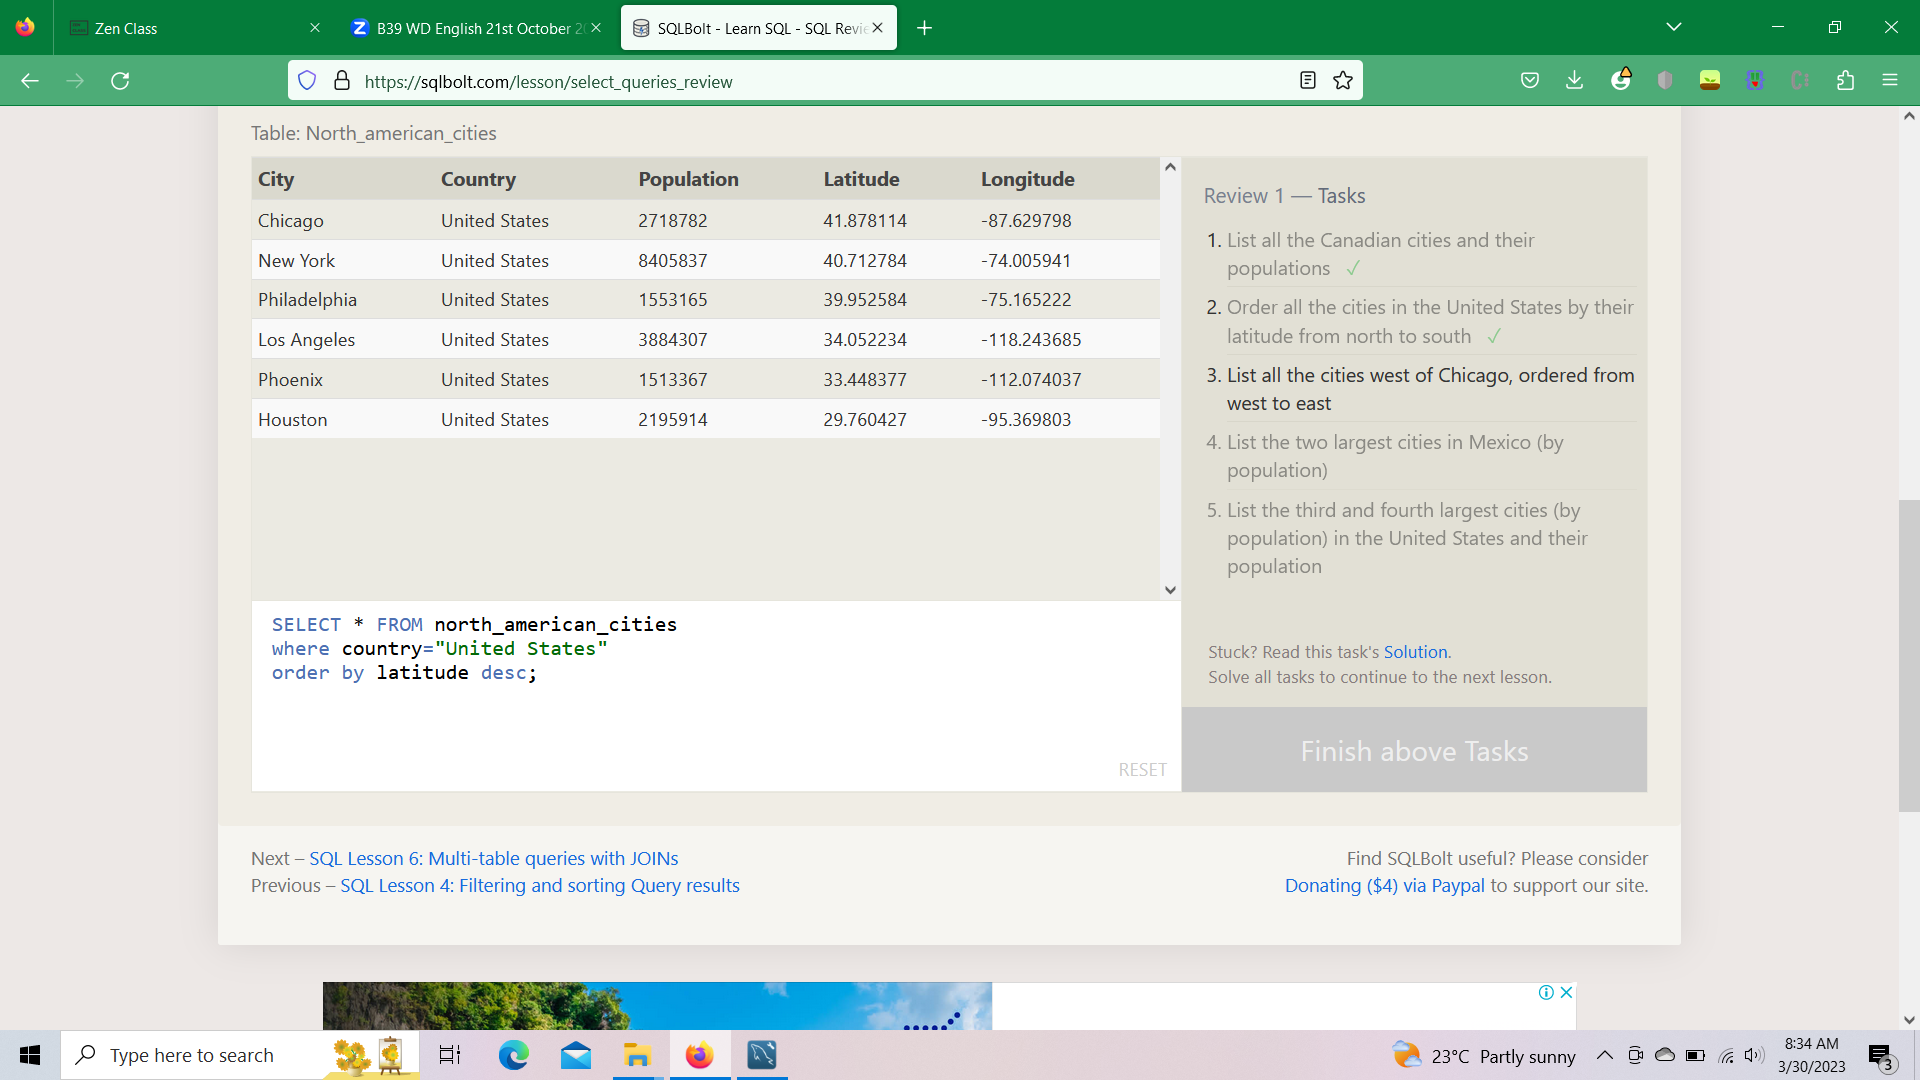 Zen Class
B39 WD English 21st October 2
SQLBolt - Learn SQL - SQL Revie
https://sqlbolt.com/lesson/select_queries_review
Table: North_american_cities
City Country Population Latitude Longitude
Chicago United States 2718782 41.878114 -87.629798
New York United States 8405837 40.712784 -74.005941
Philadelphia United States 1553165 39.952584 -75.165222
Los Angeles United States 3884307 34.052234 -118.243685
Phoenix United States 1513367 33.448377 -112.074037
Houston United States 2195914 29.760427 -95.369803
SELECT * FROM north_american_cities
where country="United States"
order by latitude desc;
RESET
Review 1 — Tasks
1. List all the Canadian cities and their
populations ✓
2. Order all the cities in the United States by their
latitude from north to south ✓
3. List all the cities west of Chicago, ordered from
west to east
4. List the two largest cities in Mexico (by
population)
5. List the third and fourth largest cities (by
population) in the United States and their
population
Stuck? Read this task's Solution.
Solve all tasks to continue to the next lesson.
Finish above Tasks
Next – SQL Lesson 6: Multi-table queries with JOINs
Previous – SQL Lesson 4: Filtering and sorting Query results
Find SQLBolt useful? Please consider
Donating ($4) via Paypal to support our site.
Type here to search
23°C Partly sunny
8:34 AM
3/30/2023
3